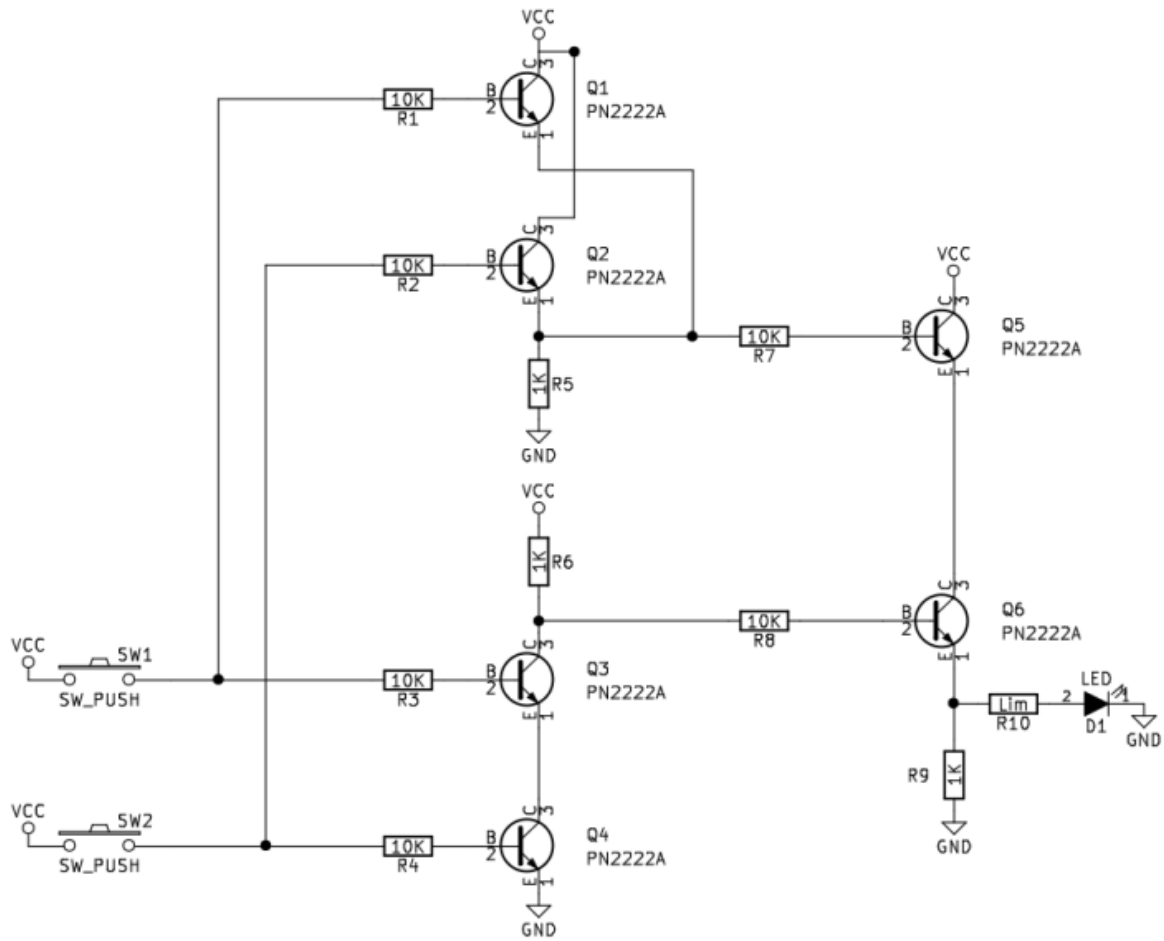 VCC
C
3
B
2
Q1
PN2222A
10K
R1
E
1
C
3
B
2
Q2
PN2222A
10K
R2
E
1
VCC
C
3
B
2
Q5
PN2222A
10K
R7
E
1
1K
R5
GND
VCC
1K
R6
C
3
B
2
Q6
PN2222A
10K
R8
E
1
VCC
SW1
SW_PUSH
C
3
B
2
Q3
PN2222A
10K
R3
E
1
LED
2
1
D1
Lim
R10
GND
R9
1K
GND
VCC
SW2
SW_PUSH
C
3
B
2
Q4
PN2222A
10K
R4
E
1
GND